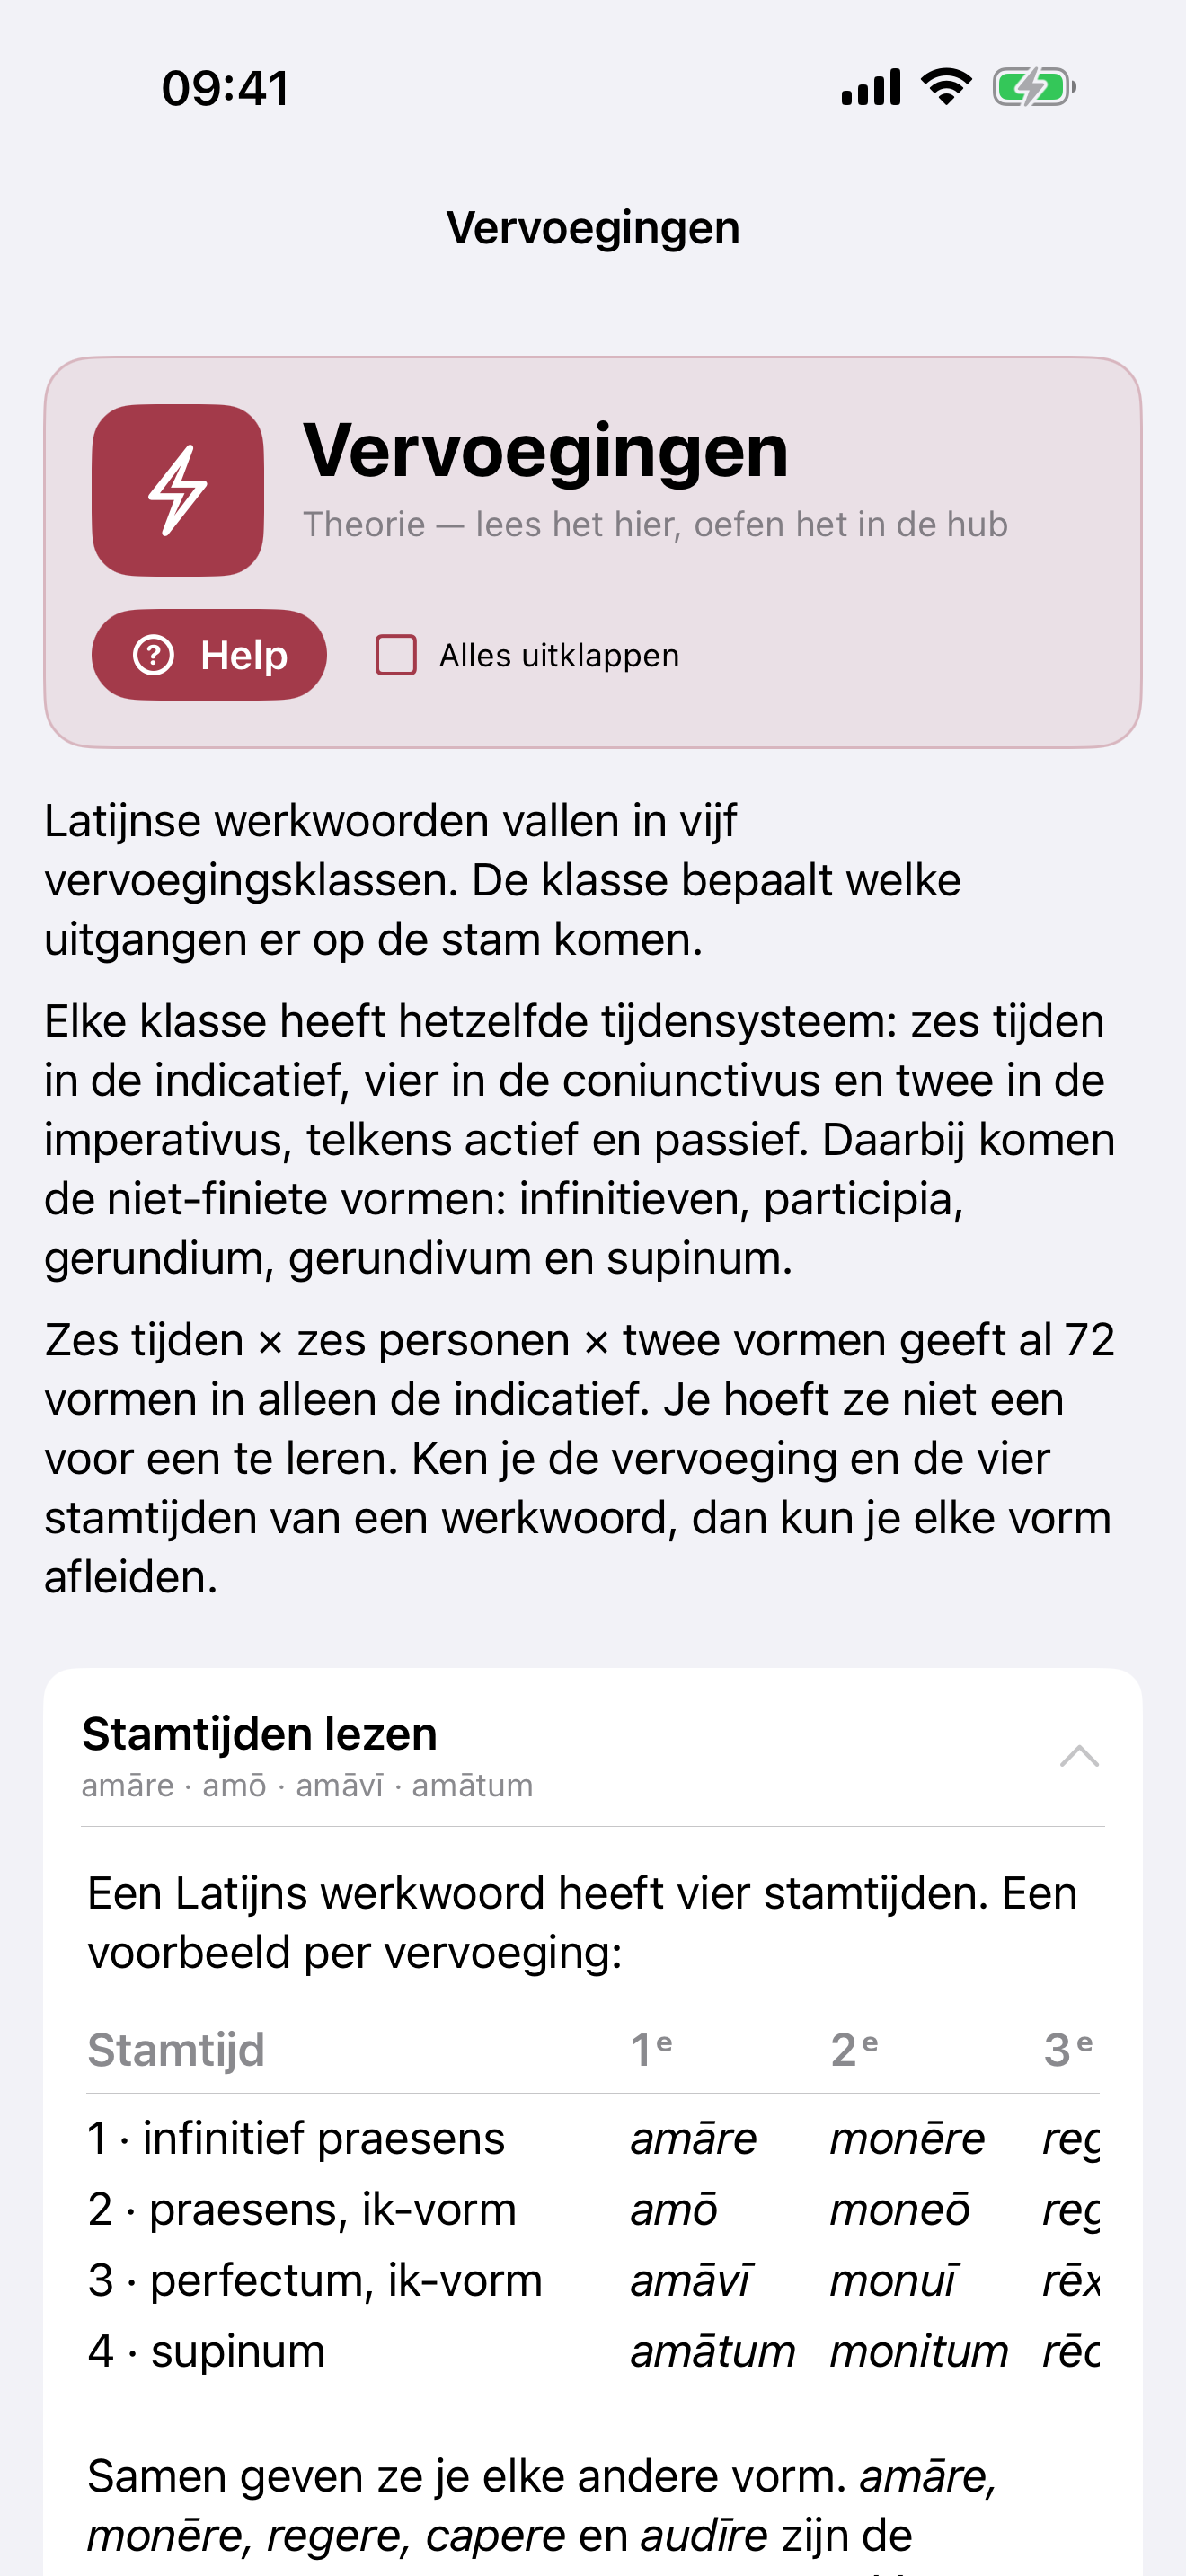 09:41
Vervoegingen
Vervoegingen
Theorie — lees het hier, oefen het in de hub
? Help
Alles uitklappen
Latijnse werkwoorden vallen in vijf
vervoegingsklassen. De klasse bepaalt welke
uitgangen er op de stam komen.
Elke klasse heeft hetzelfde tijdensysteem: zes tijden
in de indicatief, vier in de coniunctivus en twee in de
imperativus, telkens actief en passief. Daarbij komen
de niet-finiete vormen: infinitieven, participia,
gerundium, gerundivum en supinum.
Zes tijden × zes personen × twee vormen geeft al 72
vormen in alleen de indicatief. Je hoeft ze niet een
voor een te leren. Ken je de vervoeging en de vier
stamtijden van een werkwoord, dan kun je elke vorm
afleiden.
Stamtijden lezen
amāre · amō · amāvī · amātum
Een Latijns werkwoord heeft vier stamtijden. Een
voorbeeld per vervoeging:
Stamtijd 1ᵉ 2ᵉ 3ᵉ
1 · infinitief praesens amāre monēre
2 · praesens, ik-vorm amō moneō
3 · perfectum, ik-vorm amāvī monuī
4 · supinum amātum monitum
Samen geven ze je elke andere vorm. amāre,
monēre, regere, capere en audīre zijn de